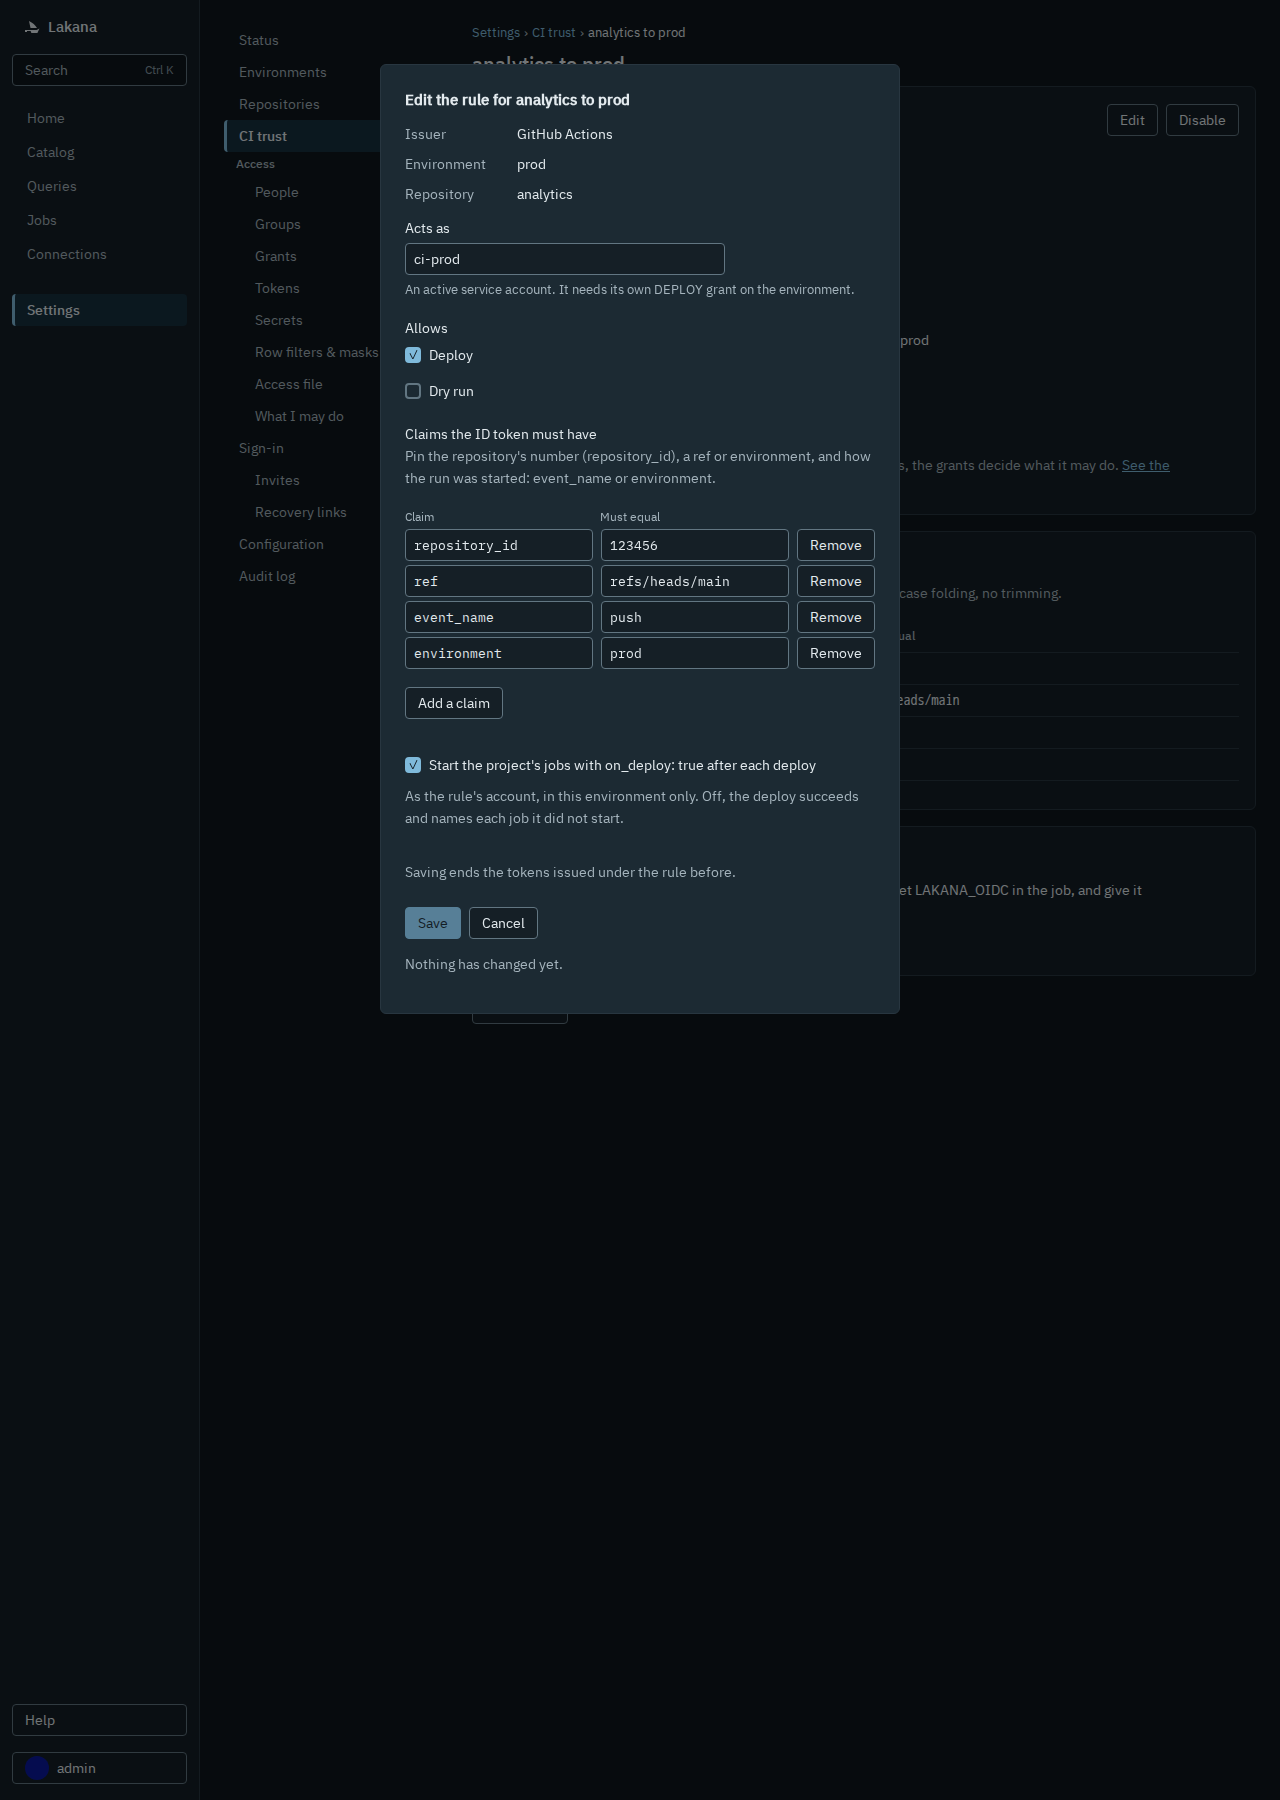 Lakana
Search Ctrl K
Home
Catalog
Queries
Jobs
Connections
Settings
Help
admin
Status
Environments
Repositories
CI trust
Access
People
Groups
Grants
Tokens
Secrets
Row filters & masks
Access file
What I may do
Sign-in
Invites
Recovery links
Configuration
Audit log
Settings › CI trust › analytics to prod
analytics to prod
Edit Disable
prod
s, the grants decide what it may do. See the
case folding, no trimming.
ual
eads/main
et LAKANA_OIDC in the job, and give it
Edit the rule for analytics to prod
Issuer GitHub Actions
Environment prod
Repository analytics
Acts as
ci-prod
An active service account. It needs its own DEPLOY grant on the environment.
Allows
Deploy
Dry run
Claims the ID token must have
Pin the repository's number (repository_id), a ref or environment, and how
the run was started: event_name or environment.
Claim Must equal
repository_id 123456 Remove
ref refs/heads/main Remove
event_name push Remove
environment prod Remove
Add a claim
Start the project's jobs with on_deploy: true after each deploy
As the rule's account, in this environment only. Off, the deploy succeeds
and names each job it did not start.
Saving ends the tokens issued under the rule before.
Save Cancel
Nothing has changed yet.